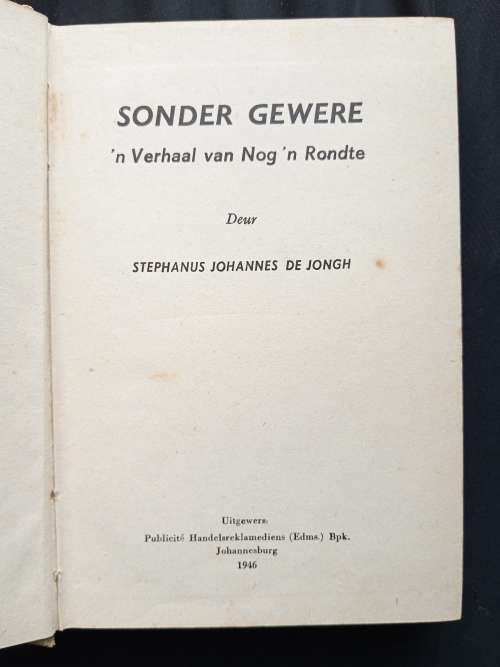 SONDER GEWERE
'n Verhaal van Nog 'n Rondte
Deur
STEPHANUS JOHANNES DE JONGH
Uitgewers:
Publicité Handelsreklamediens (Edms.) Bpk.
Johannesburg
1946